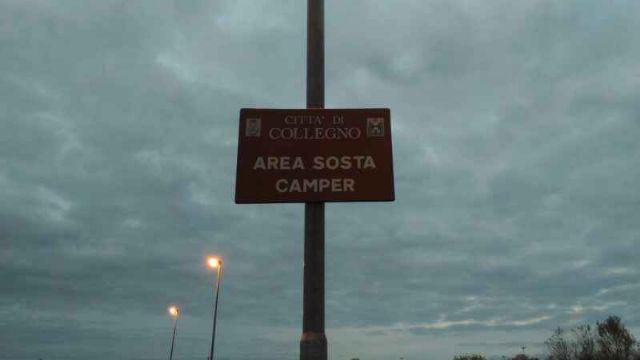 CITTA' DI
COLLEGNO
AREA SOSTA
CAMPER